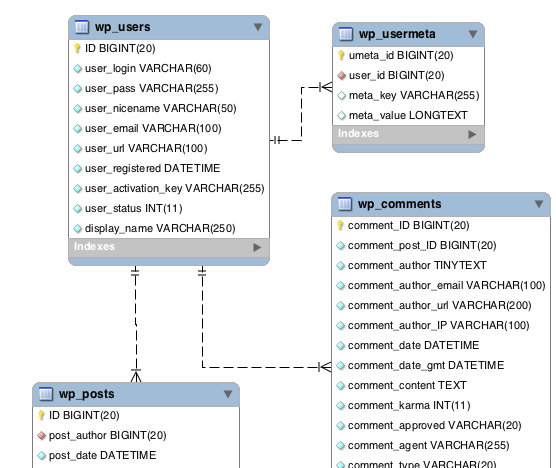 wp_users
ID BIGINT(20)
user_login VARCHAR(60)
user_pass VARCHAR(255)
user_nicename VARCHAR(50)
user_email VARCHAR(100)
user_url VARCHAR(100)
user_registered DATETIME
user_activation_key VARCHAR(255)
user_status INT(11)
display_name VARCHAR(250)
Indexes
wp_usermeta
umeta_id BIGINT(20)
user_id BIGINT(20)
meta_key VARCHAR(255)
meta_value LONGTEXT
Indexes
wp_comments
comment_ID BIGINT(20)
comment_post_ID BIGINT(20)
comment_author TINYTEXT
comment_author_email VARCHAR(100)
comment_author_url VARCHAR(200)
comment_author_IP VARCHAR(100)
comment_date DATETIME
comment_date_gmt DATETIME
comment_content TEXT
comment_karma INT(11)
comment_approved VARCHAR(20)
comment_agent VARCHAR(255)
comment_type VARCHAR(20)
wp_posts
ID BIGINT(20)
post_author BIGINT(20)
post_date DATETIME